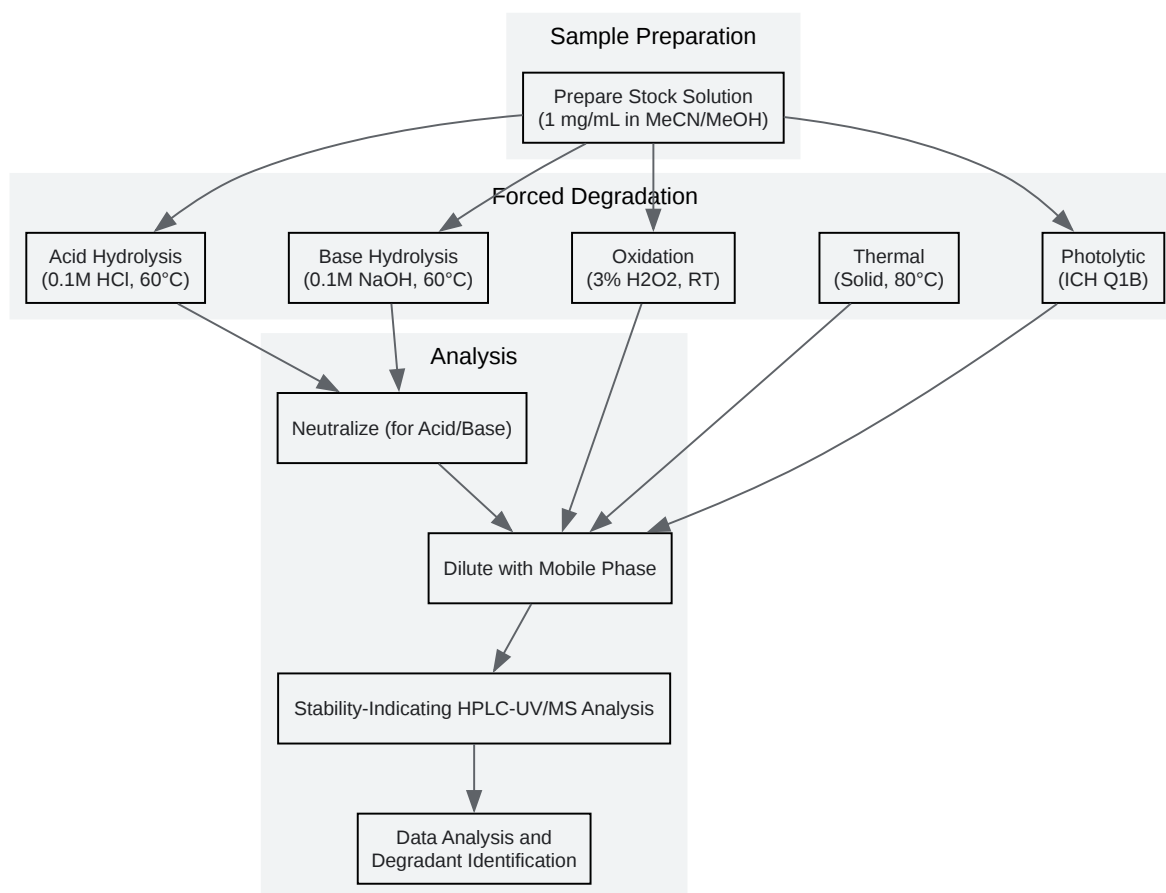 Sample Preparation
Prepare Stock Solution
(1 mg/mL in MeCN/MeOH)
Forced Degradation
Acid Hydrolysis
(0.1M HCl, 60°C)
Base Hydrolysis
(0.1M NaOH, 60°C)
Oxidation
(3% H2O2, RT)
Thermal
(Solid, 80°C)
Photolytic
(ICH Q1B)
Analysis
Neutralize (for Acid/Base)
Dilute with Mobile Phase
Stability-Indicating HPLC-UV/MS Analysis
Data Analysis and
Degradant Identification